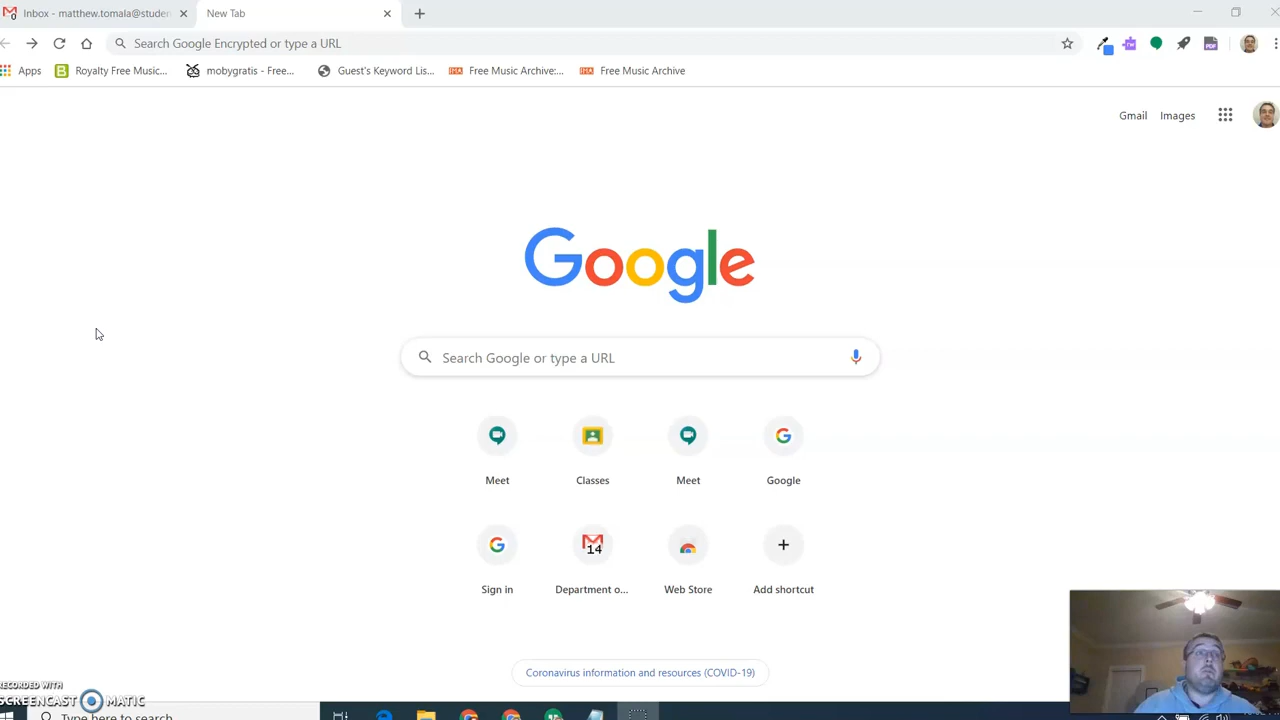 Inbox - matthew.tomala@studen
New Tab
Search Google Encrypted or type a URL
Apps
Royalty Free Music...
mobygratis - Free...
Guest's Keyword Lis...
Free Music Archive:...
Free Music Archive
Gmail
Images
Google
Search Google or type a URL
Meet
Classes
Meet
Google
14
Sign in
Department o...
Web Store
Add shortcut
Coronavirus information and resources (COVID-19)
RECORDED WITH
SCREENCAST MATIC
Type here to search